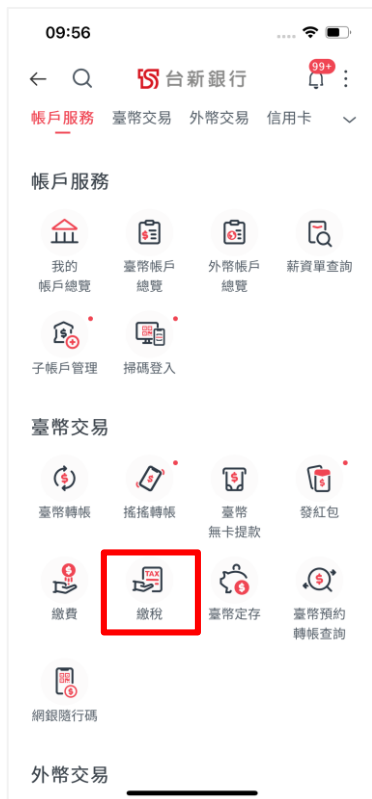 09:56
99+
台新銀行
帳戶服務 臺幣交易 外幣交易 信用卡
帳戶服務
我的
帳戶總覽
臺幣帳戶
總覽
外幣帳戶
總覽
薪資單查詢
子帳戶管理
掃碼登入
臺幣交易
臺幣轉帳
搖搖轉帳
臺幣
無卡提款
發紅包
繳費
TAX
繳稅
臺幣定存
臺幣預約
轉帳查詢
網銀隨行碼
外幣交易